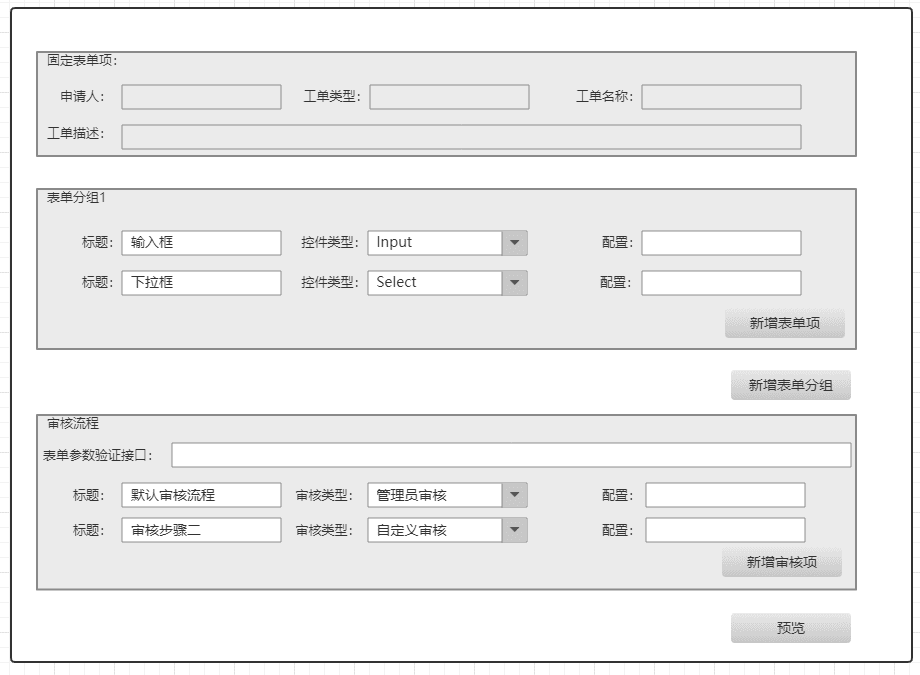 固定表单项:
申请人: 工单类型: 工单名称:
工单描述:
表单分组1
标题: 输入框 控件类型: Input 配置:
标题: 下拉框 控件类型: Select 配置:
新增表单项
新增表单分组
审核流程
表单参数验证接口:
标题: 默认审核流程 审核类型: 管理员审核 配置:
标题: 审核步骤二 审核类型: 自定义审核 配置:
新增审核项
预览